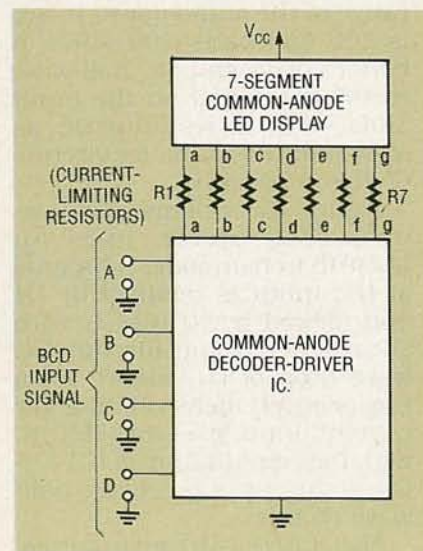 VCC
7-SEGMENT
COMMON-ANODE
LED DISPLAY
a b c d e f g
(CURRENT-
LIMITING
RESISTORS)
R1
R7
a b c d e f g
A
B
C
D
BCD
INPUT
SIGNAL
COMMON-ANODE
DECODER-DRIVER
IC.